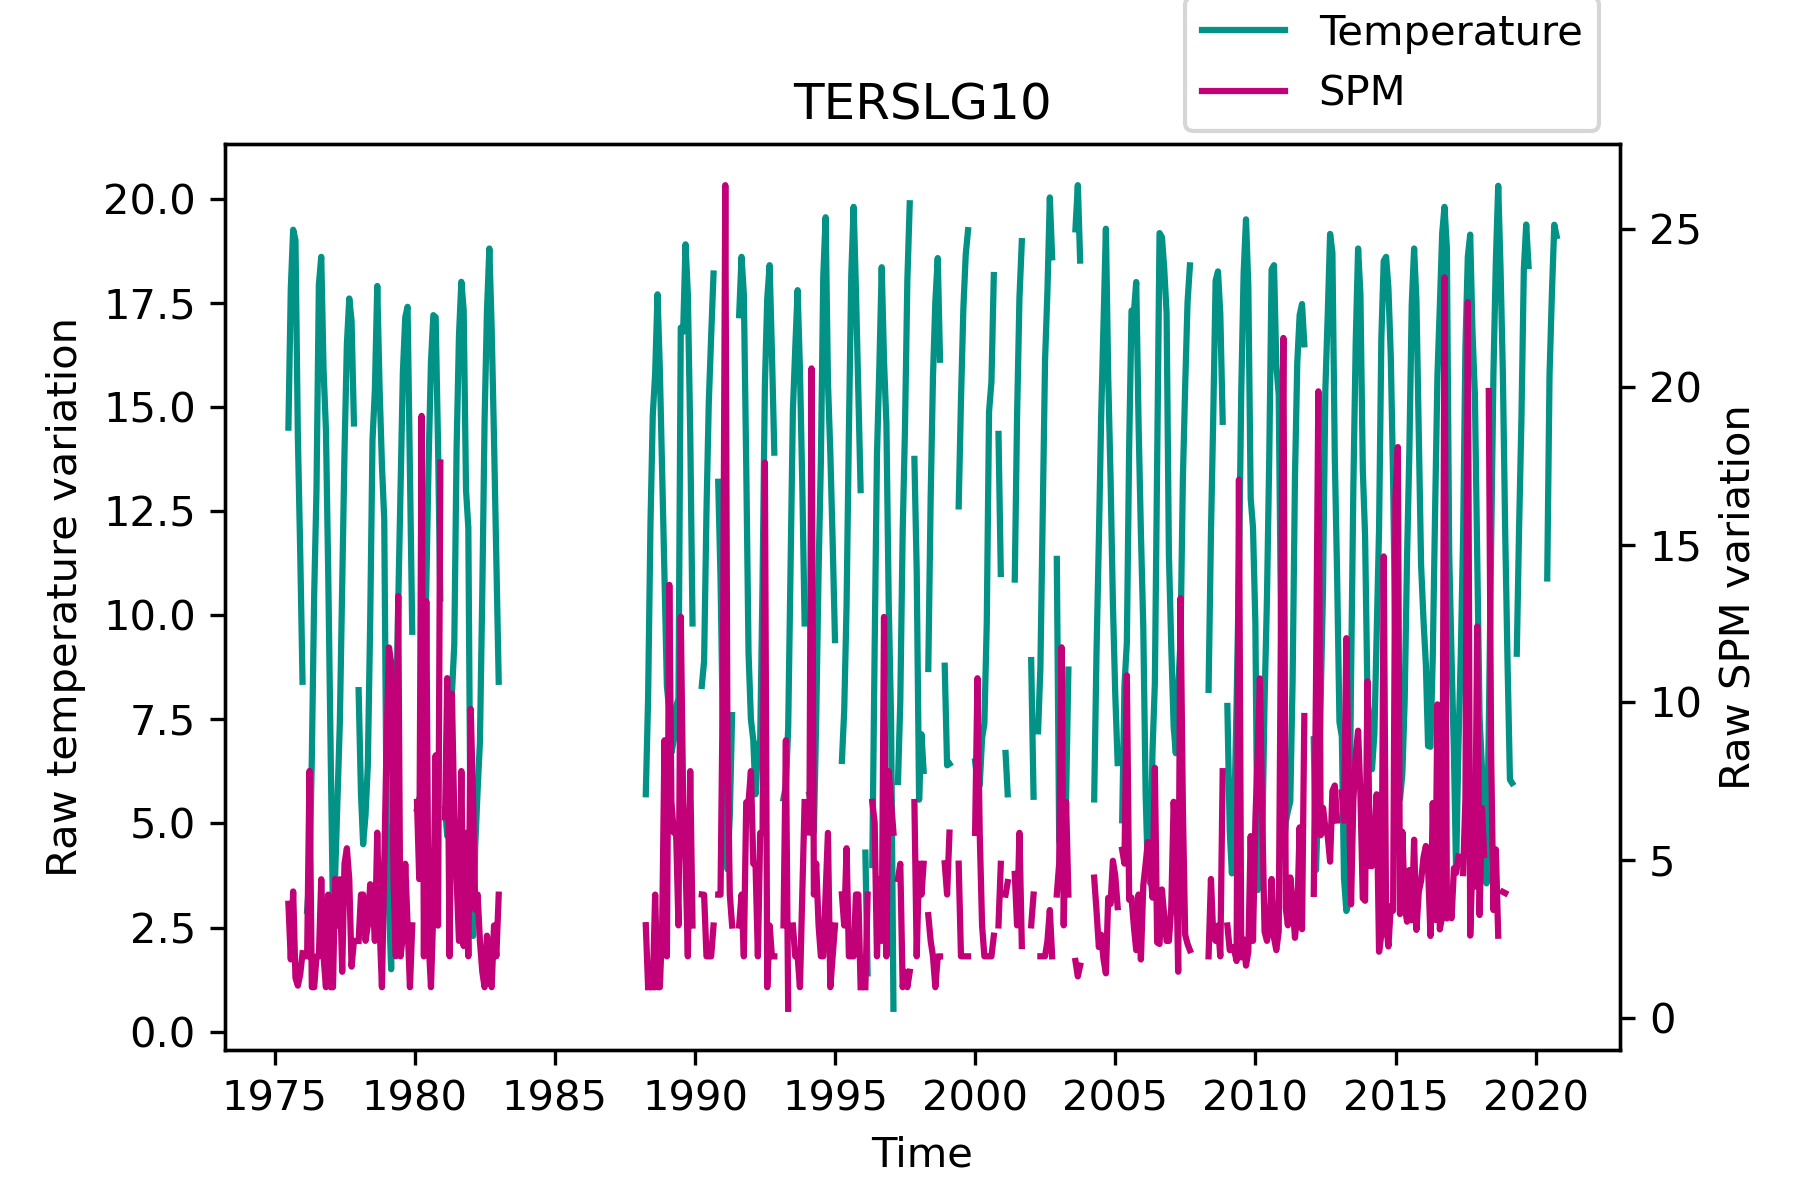 Temperature
SPM
TERSLG10
20.0
17.5
15.0
12.5
10.0
7.5
5.0
2.5
0.0
Raw temperature variation
25
20
15
10
5
0
Raw SPM variation
1975 1980 1985 1990 1995 2000 2005 2010 2015 2020
Time